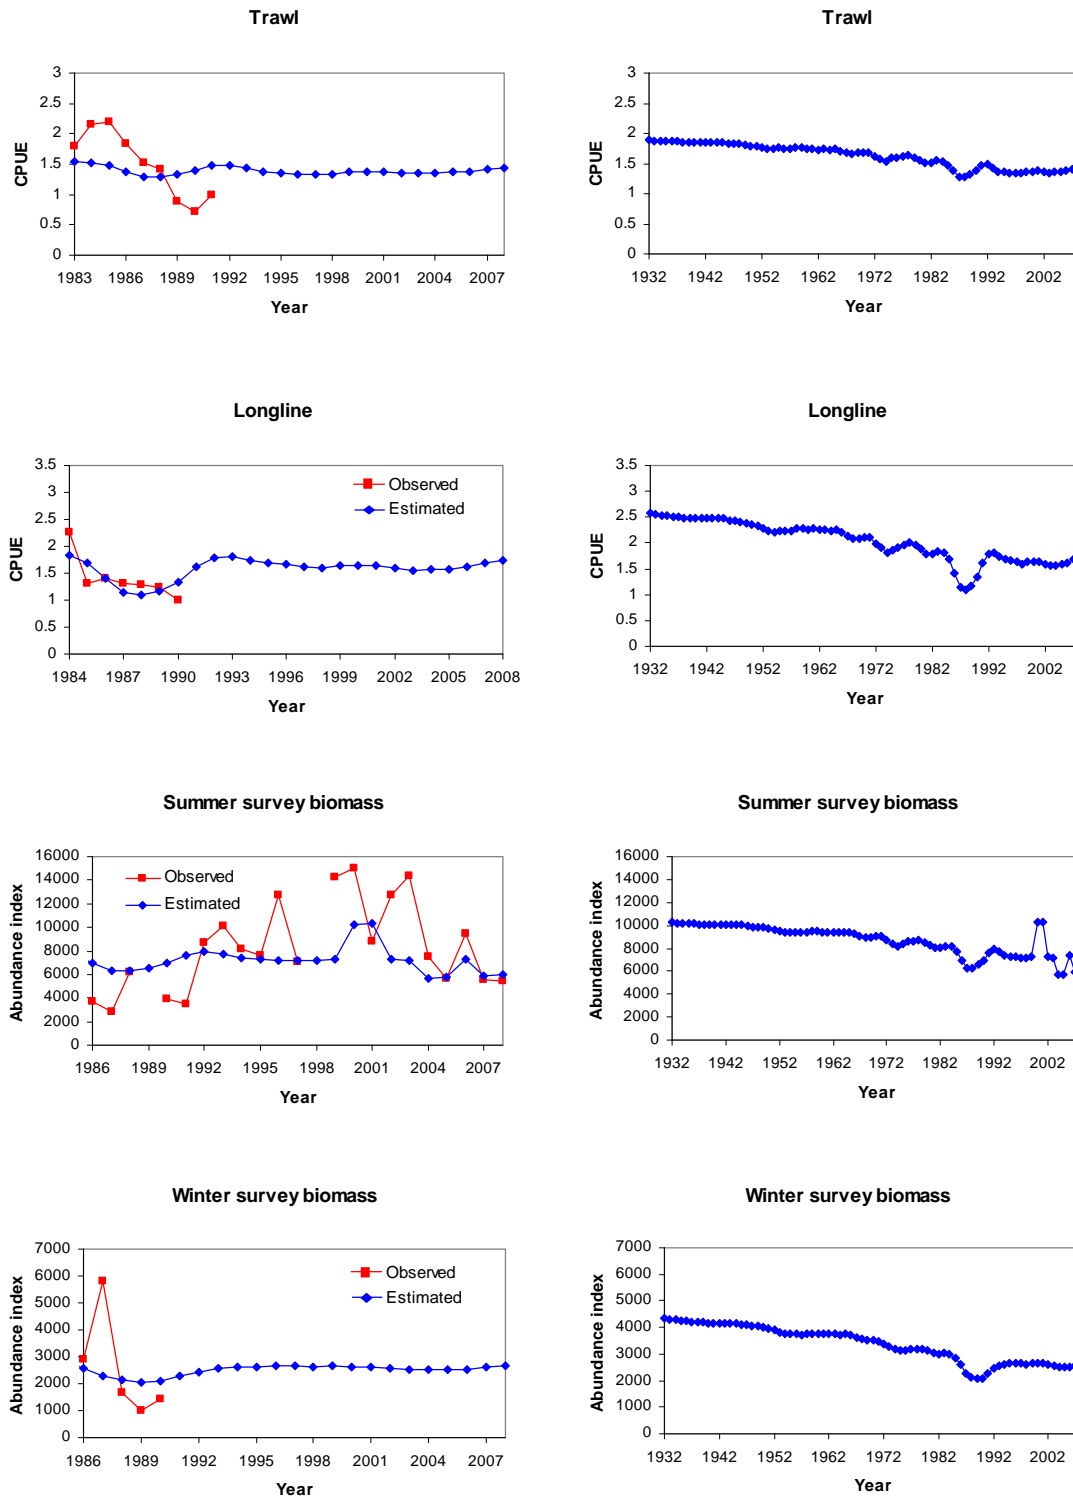 Trawl
3
2.5
2
1.5
1
0.5
0
CPUE
1983 1986 1989 1992 1995 1998 2001 2004 2007
Year
Trawl
3
2.5
2
1.5
1
0.5
0
CPUE
1932 1942 1952 1962 1972 1982 1992 2002
Year
Longline
3.5
3
2.5
2
1.5
1
0.5
0
CPUE
Observed
Estimated
1984 1987 1990 1993 1996 1999 2002 2005 2008
Year
Longline
3.5
3
2.5
2
1.5
1
0.5
0
CPUE
1932 1942 1952 1962 1972 1982 1992 2002
Year
Summer survey biomass
16000
14000
12000
10000
8000
6000
4000
2000
0
Abundance index
Observed
Estimated
1986 1989 1992 1995 1998 2001 2004 2007
Year
Summer survey biomass
16000
14000
12000
10000
8000
6000
4000
2000
0
Abundance index
1932 1942 1952 1962 1972 1982 1992 2002
Year
Winter survey biomass
7000
6000
5000
4000
3000
2000
1000
0
Abundance index
Observed
Estimated
1986 1989 1992 1995 1998 2001 2004 2007
Year
Winter survey biomass
7000
6000
5000
4000
3000
2000
1000
0
Abundance index
1932 1942 1952 1962 1972 1982 1992 2002
Year